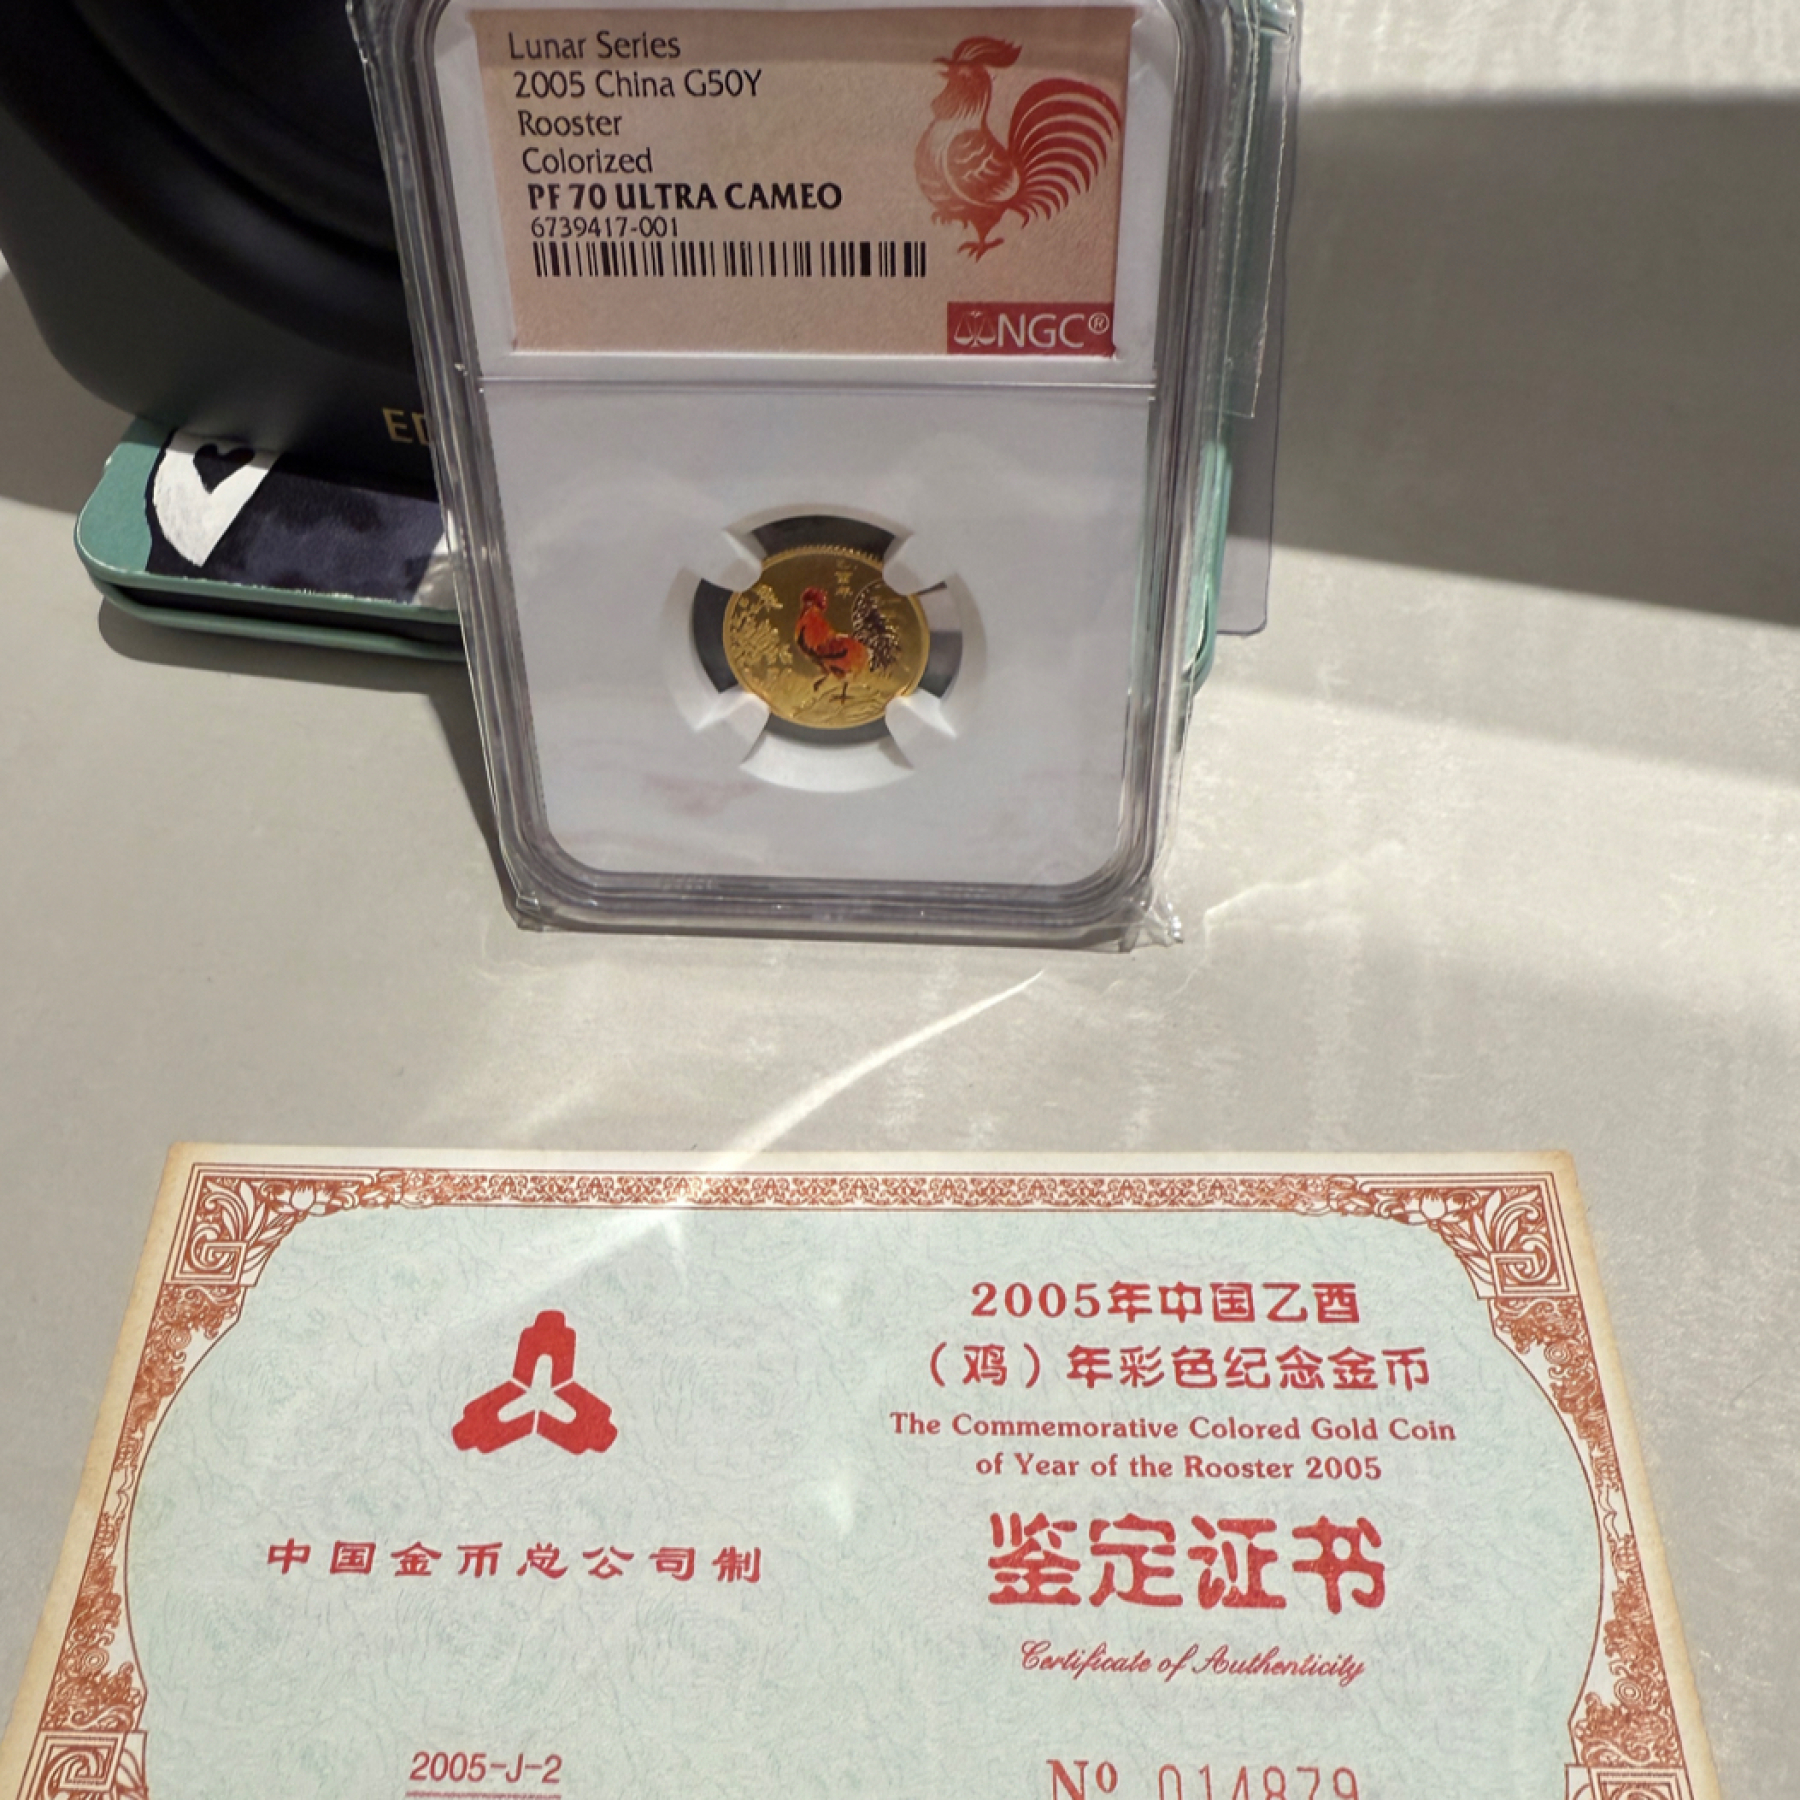 Lunar Series
2005 China G50Y
Rooster
Colorized
PF 70 ULTRA CAMEO
6739417-001
NGC®
2005年中国乙酉
（鸡）年彩色纪念金币
The Commemorative Colored Gold Coin
of Year of the Rooster 2005
中国金币总公司制
鉴定证书
Certificate of Authenticity
2005-J-2
Nº 014879